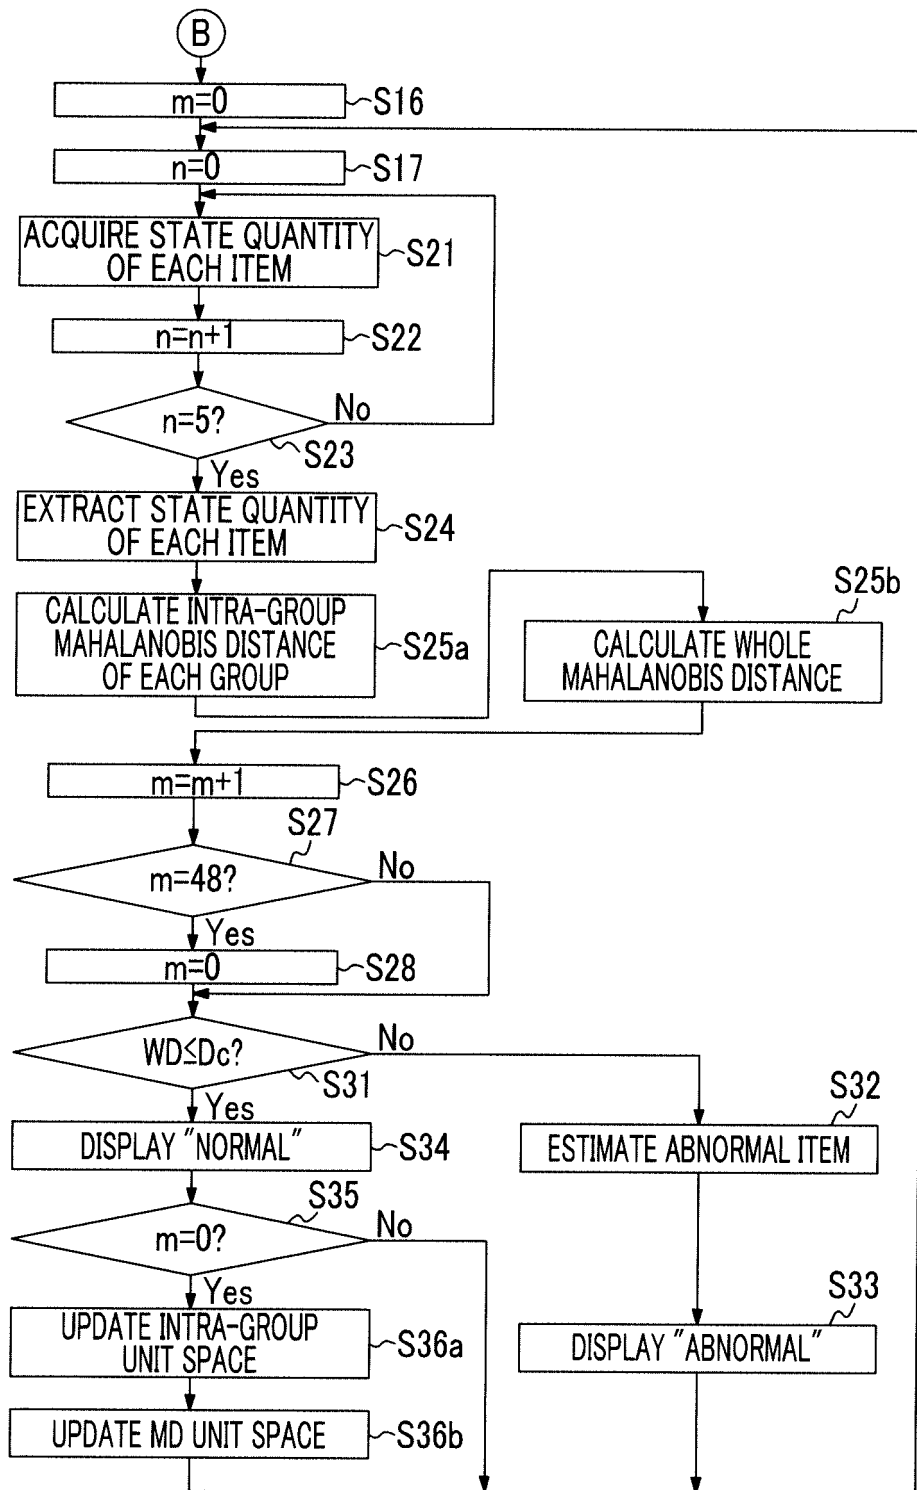 B
m=0
S16
n=0
S17
ACQUIRE STATE QUANTITY
OF EACH ITEM
S21
n=n+1
S22
n=5?
No
S23
Yes
EXTRACT STATE QUANTITY
OF EACH ITEM
S24
CALCULATE INTRA-GROUP
MAHALANOBIS DISTANCE
OF EACH GROUP
S25a
S25b
CALCULATE WHOLE
MAHALANOBIS DISTANCE
m=m+1
S26
S27
m=48?
No
Yes
m=0
S28
WD≤Dc?
No
S31
Yes
S32
ESTIMATE ABNORMAL ITEM
DISPLAY "NORMAL"
S34
S35
m=0?
No
Yes
S33
DISPLAY "ABNORMAL"
UPDATE INTRA-GROUP
UNIT SPACE
S36a
UPDATE MD UNIT SPACE
S36b